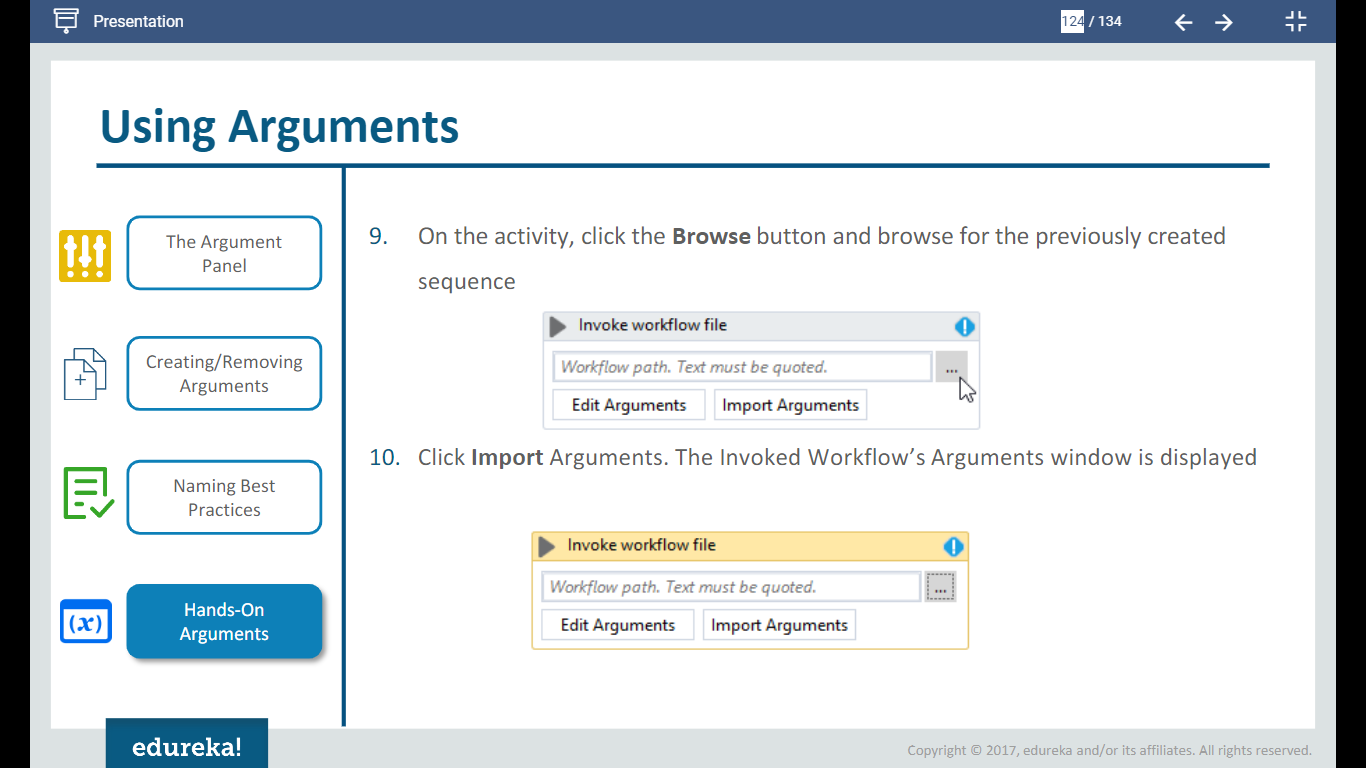 Presentation
124 / 134
Using Arguments
The Argument
Panel
Creating/Removing
Arguments
Naming Best
Practices
(x)
Hands-On
Arguments
9. On the activity, click the Browse button and browse for the previously created
sequence
Invoke workflow file
Workflow path. Text must be quoted.
...
Edit Arguments
Import Arguments
10. Click Import Arguments. The Invoked Workflow’s Arguments window is displayed
Invoke workflow file
Workflow path. Text must be quoted.
...
Edit Arguments
Import Arguments
edureka!
Copyright © 2017, edureka and/or its affiliates. All rights reserved.